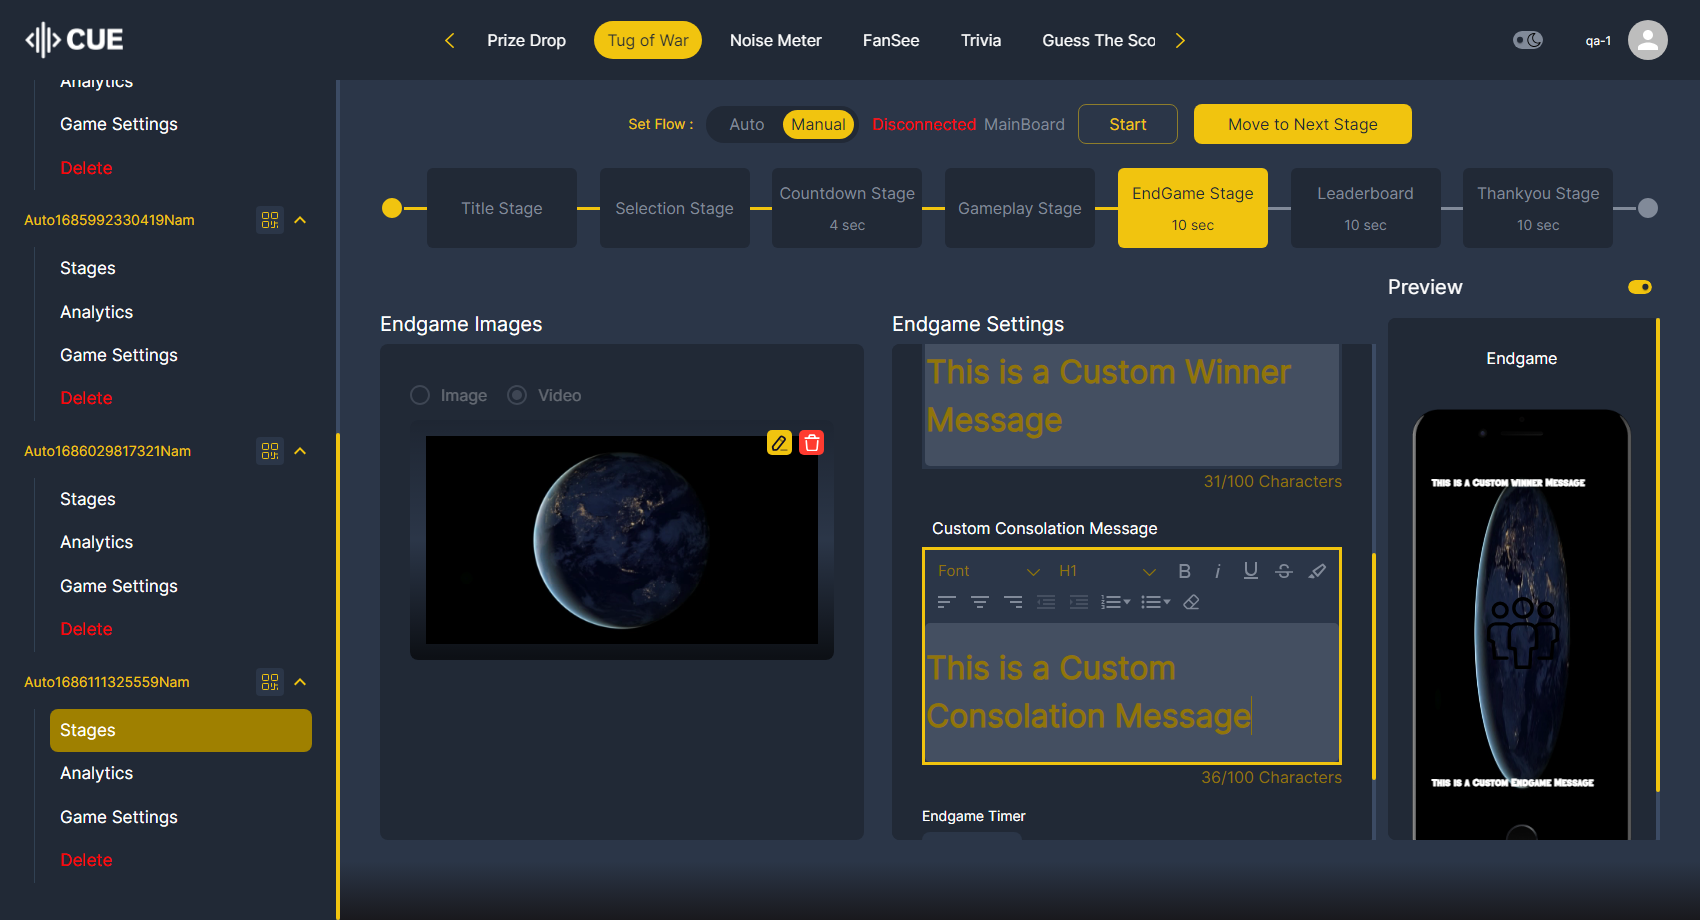 CUE
Prize Drop
Tug of War
Noise Meter
FanSee
Trivia
Guess The Sco
qa-1
Analytics
Game Settings
Delete
Auto1685992330419Nam
Stages
Analytics
Game Settings
Delete
Auto1686029817321Nam
Stages
Analytics
Game Settings
Delete
Auto1686111325559Nam
Stages
Analytics
Game Settings
Delete
Set Flow :
Auto
Manual
Disconnected MainBoard
Start
Move to Next Stage
Title Stage
Selection Stage
Countdown Stage
4 sec
Gameplay Stage
EndGame Stage
10 sec
Leaderboard
10 sec
Thankyou Stage
10 sec
Endgame Images
Image
Video
Endgame Settings
This is a Custom Winner
Message
31/100 Characters
Custom Consolation Message
Font
H1
B
i
U
S
This is a Custom
Consolation Message
36/100 Characters
Endgame Timer
Preview
Endgame
This is a Custom Winner Message
This is a Custom Endgame Message